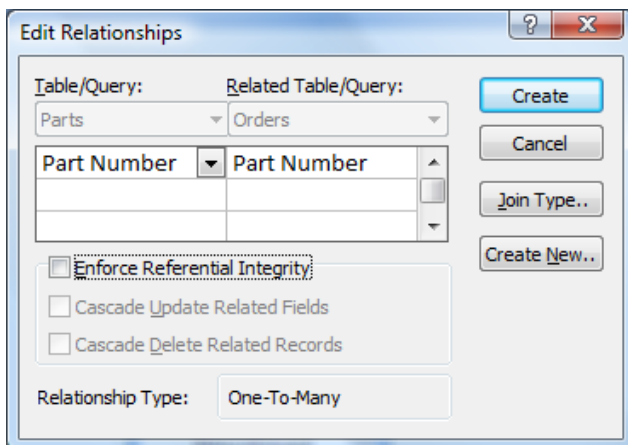 Edit Relationships
Table/Query: Related Table/Query:
Parts Orders
Part Number Part Number
Enforce Referential Integrity
Cascade Update Related Fields
Cascade Delete Related Records
Relationship Type: One-To-Many
Create
Cancel
Join Type..
Create New..